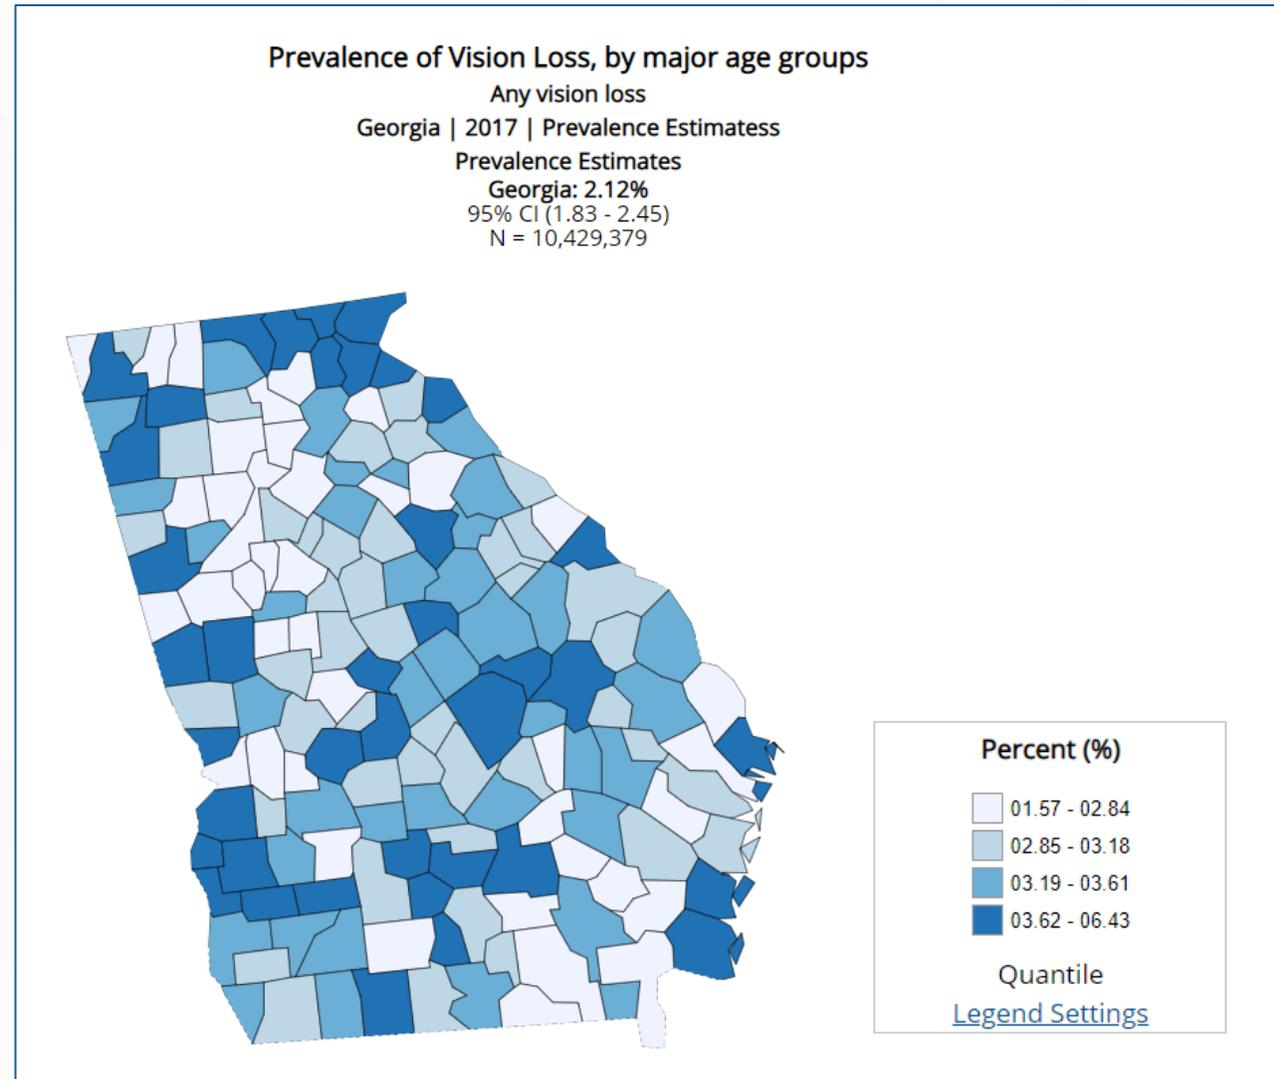 Prevalence of Vision Loss, by major age groups
Any vision loss
Georgia | 2017 | Prevalence Estimatess
Prevalence Estimates
Georgia: 2.12%
95% CI (1.83 - 2.45)
N = 10,429,379
Percent (%)
01.57 - 02.84
02.85 - 03.18
03.19 - 03.61
03.62 - 06.43
Quantile
Legend Settings